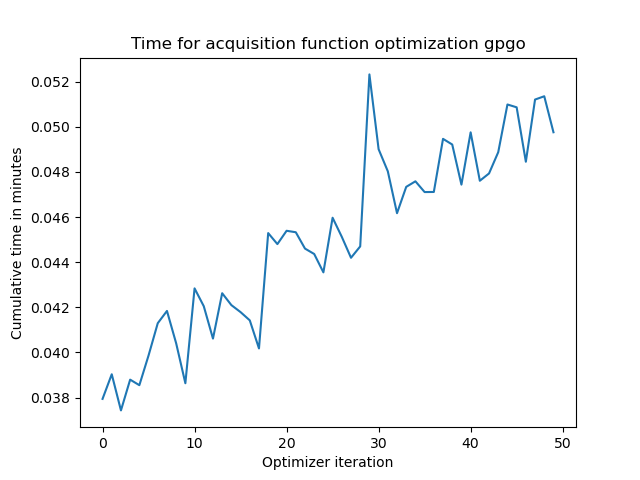 Time for acquisition function optimization gpgo
Cumulative time in minutes
0.052
0.050
0.048
0.046
0.044
0.042
0.040
0.038
0 10 20 30 40 50
Optimizer iteration